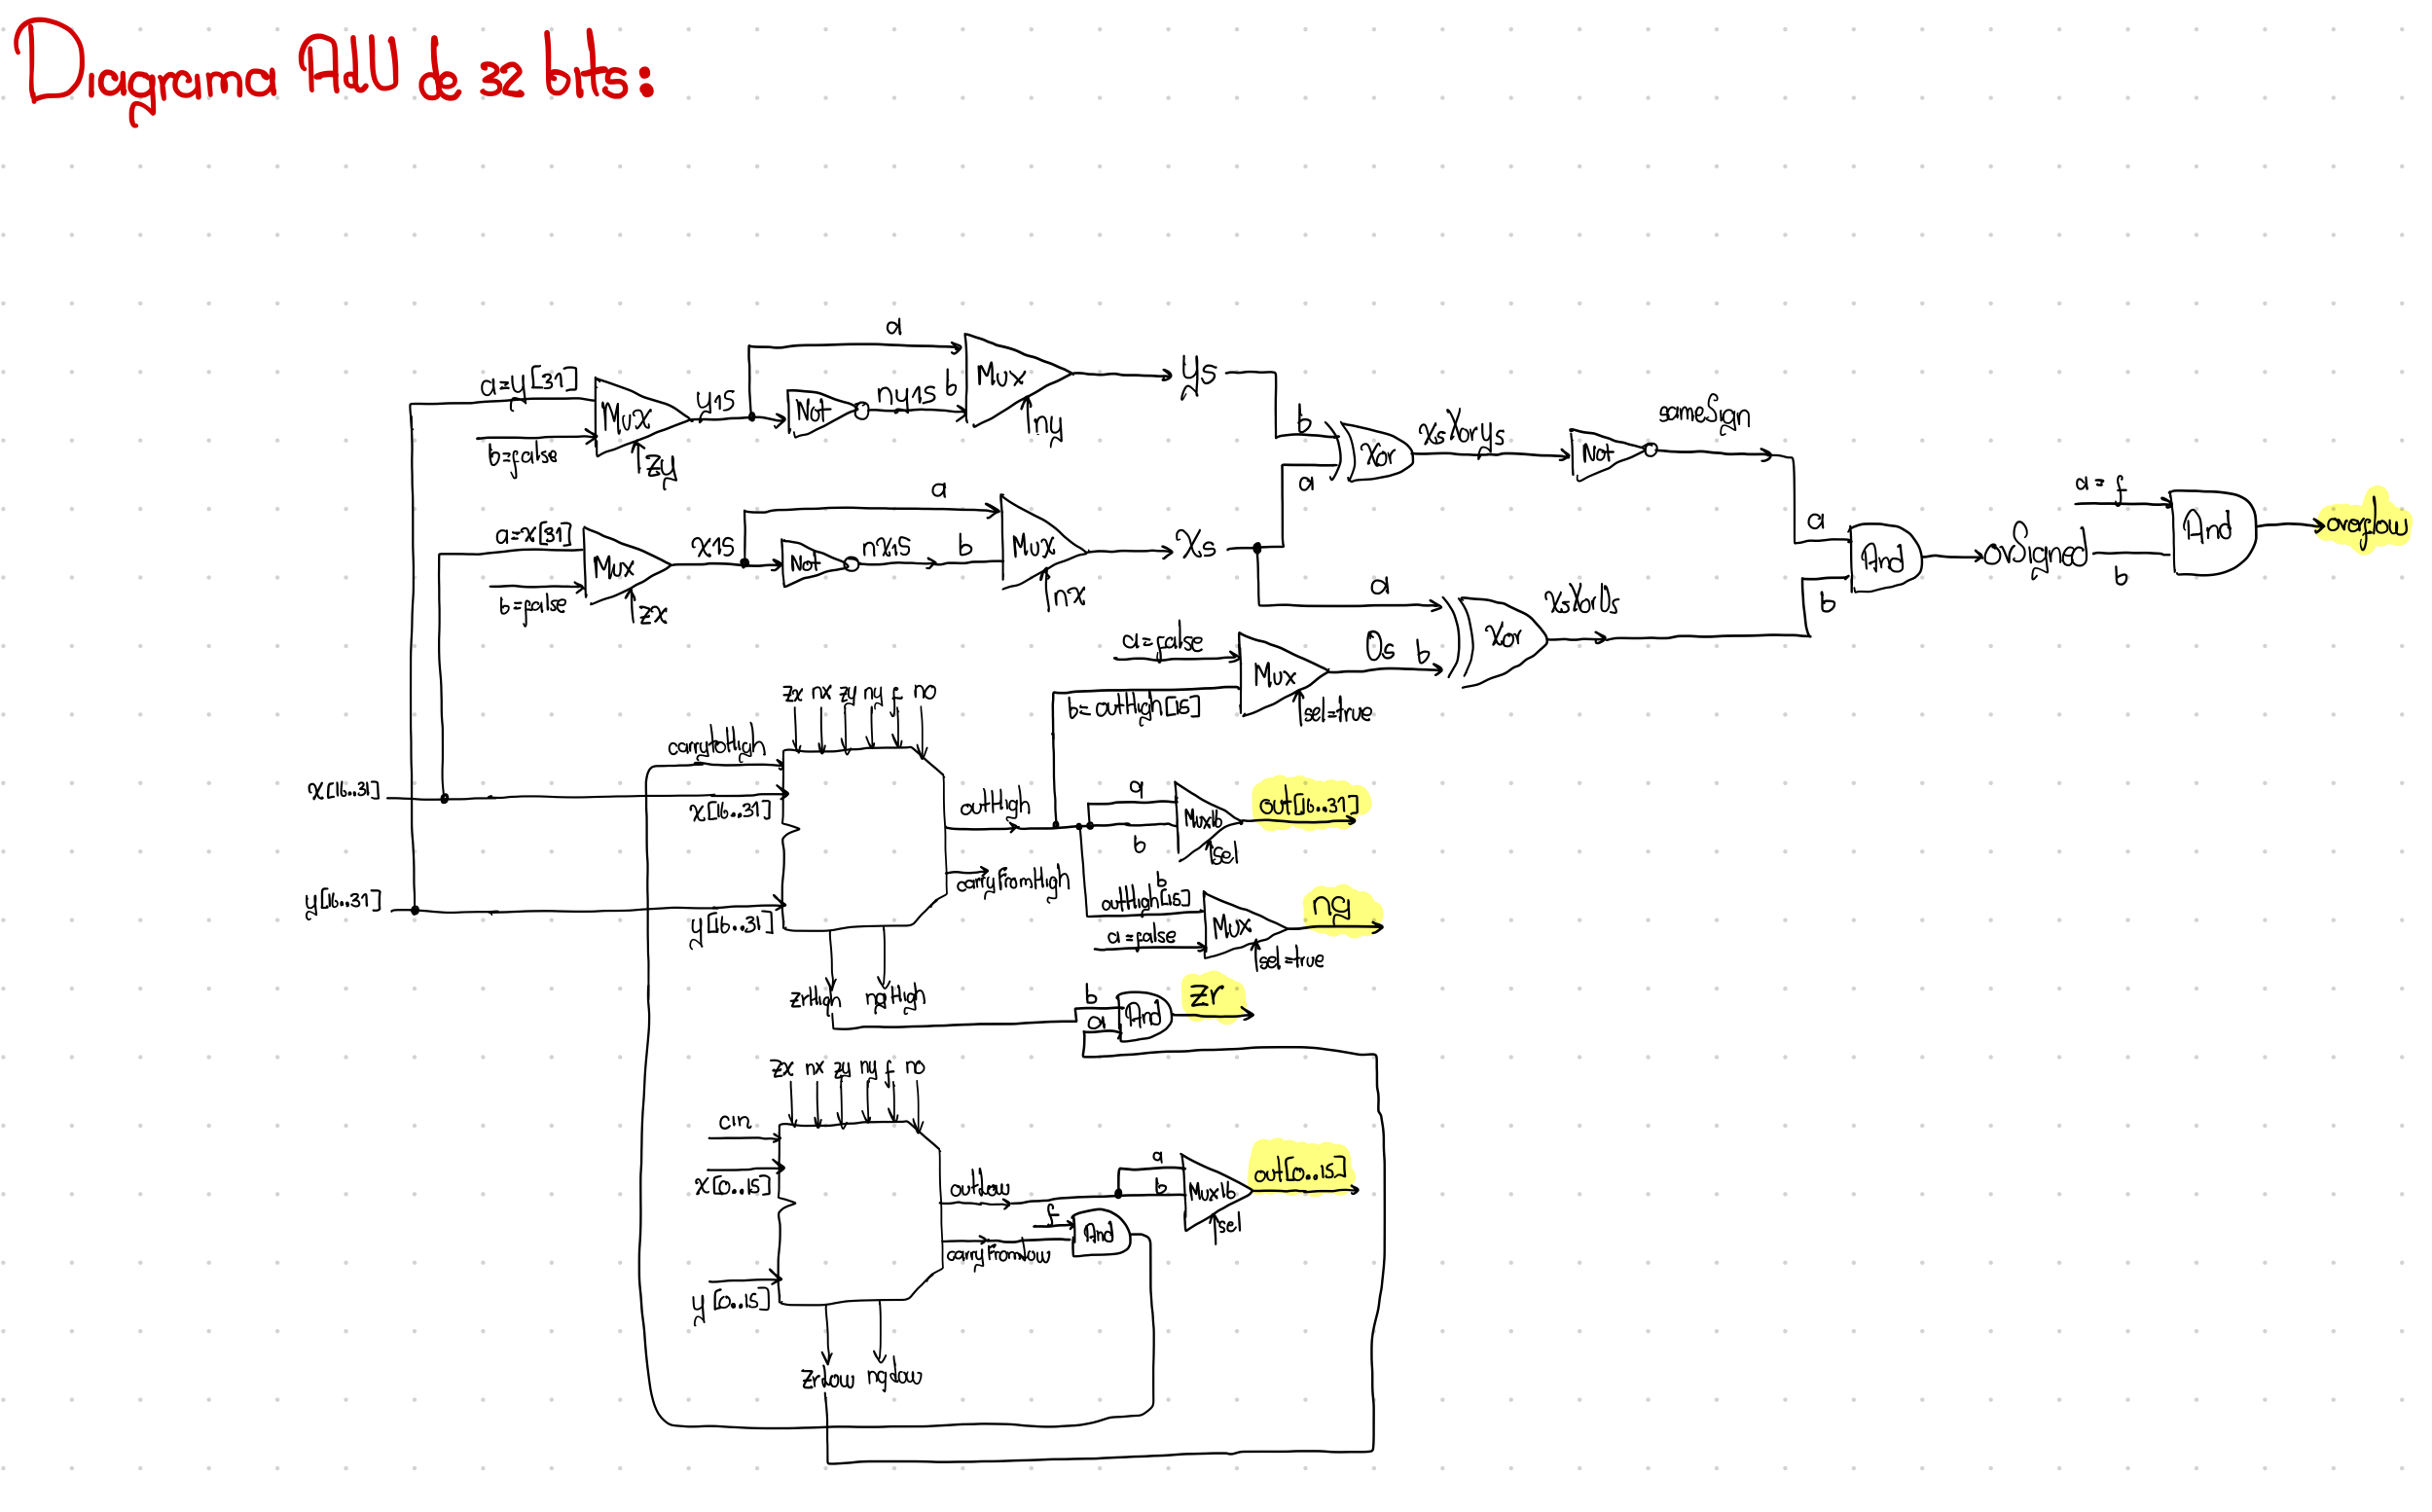 Diagrama ALU de 32 bits:
a=y[31]
b=false
Mux
zy
y1s
a
Not
ny1s
b
Mux
ny
ys
a=x[31]
b=false
Mux
zx
x1s
a
Not
nx1s
b
Mux
nx
xs
b
a
Xor
xsXorys
Not
sameSign
a
b
And
ovSigned
a=f
b
And
overflow
a
a=false
b=outHigh[15]
Mux
sel=true
Os
b
Xor
xsXorOs
zx nx zy ny f no
carrytoHigh
x[16..31]
x[16..31]
y[16..31]
y[16..31]
outHigh
carryFromHigh
zrHigh
ngHigh
a
b
Mux16
sel
out[16..31]
b
outHigh[15]
a=false
Mux
sel=true
ng
b
a
And
zr
zx nx zy ny f no
cin
x[0..15]
y[0..15]
outLow
carryFromLow
f
And
zrLow
ngLow
a
b
Mux16
sel
out[0..15]